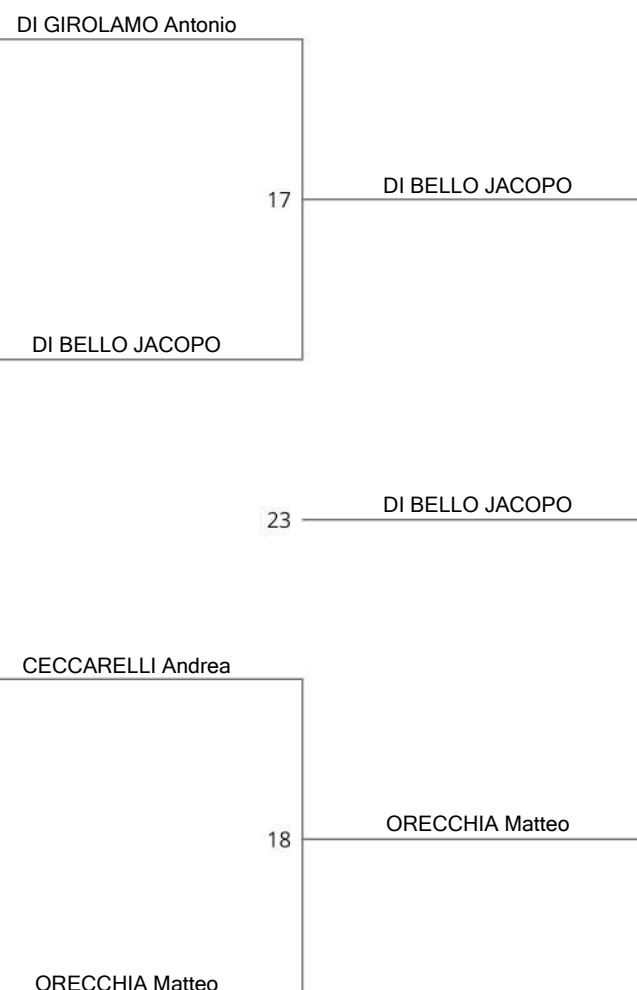 DI GIROLAMO Antonio
17
DI BELLO JACOPO
DI BELLO JACOPO
23
DI BELLO JACOPO
CECCARELLI Andrea
18
ORECCHIA Matteo
ORECCHIA Matteo